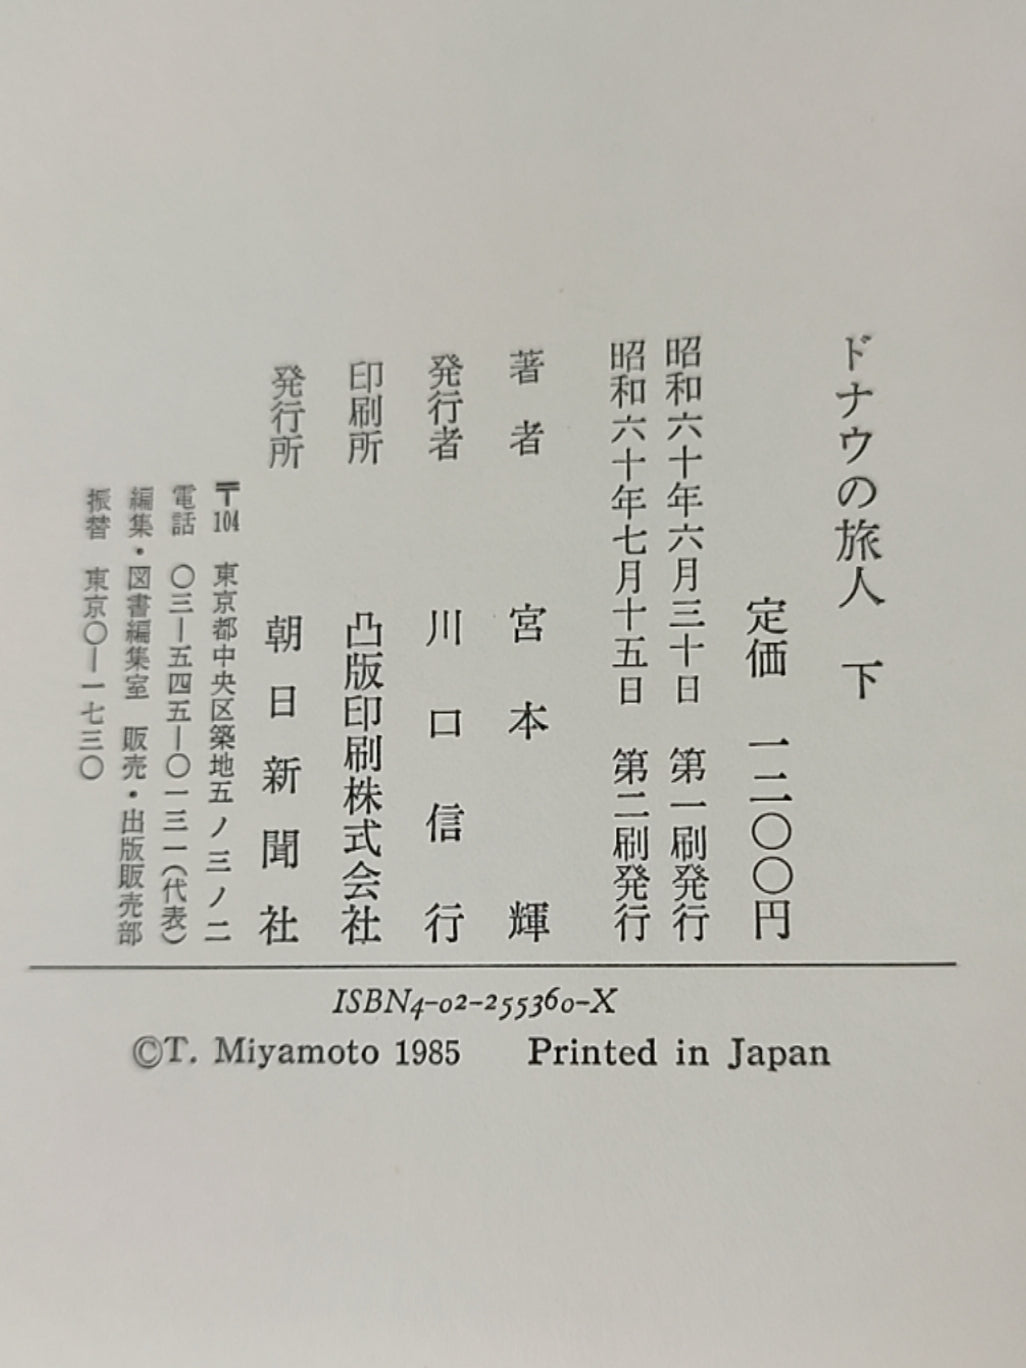 ドナウの旅人　下
定価　一二〇〇円
昭和六十年六月三十日　第一刷発行
昭和六十年七月十五日　第二刷発行
著者　宮本輝
発行者　川口信行
印刷所　凸版印刷株式会社
発行所　朝日新聞社
〒104　東京都中央区築地五ノ三ノ二
電話　〇三―五四五―〇一三一(代表)
編集・図書編集室　販売・出版販売部
振替　東京〇―一七三〇
ISBN4-02-255360-X
©T. Miyamoto 1985　Printed in Japan